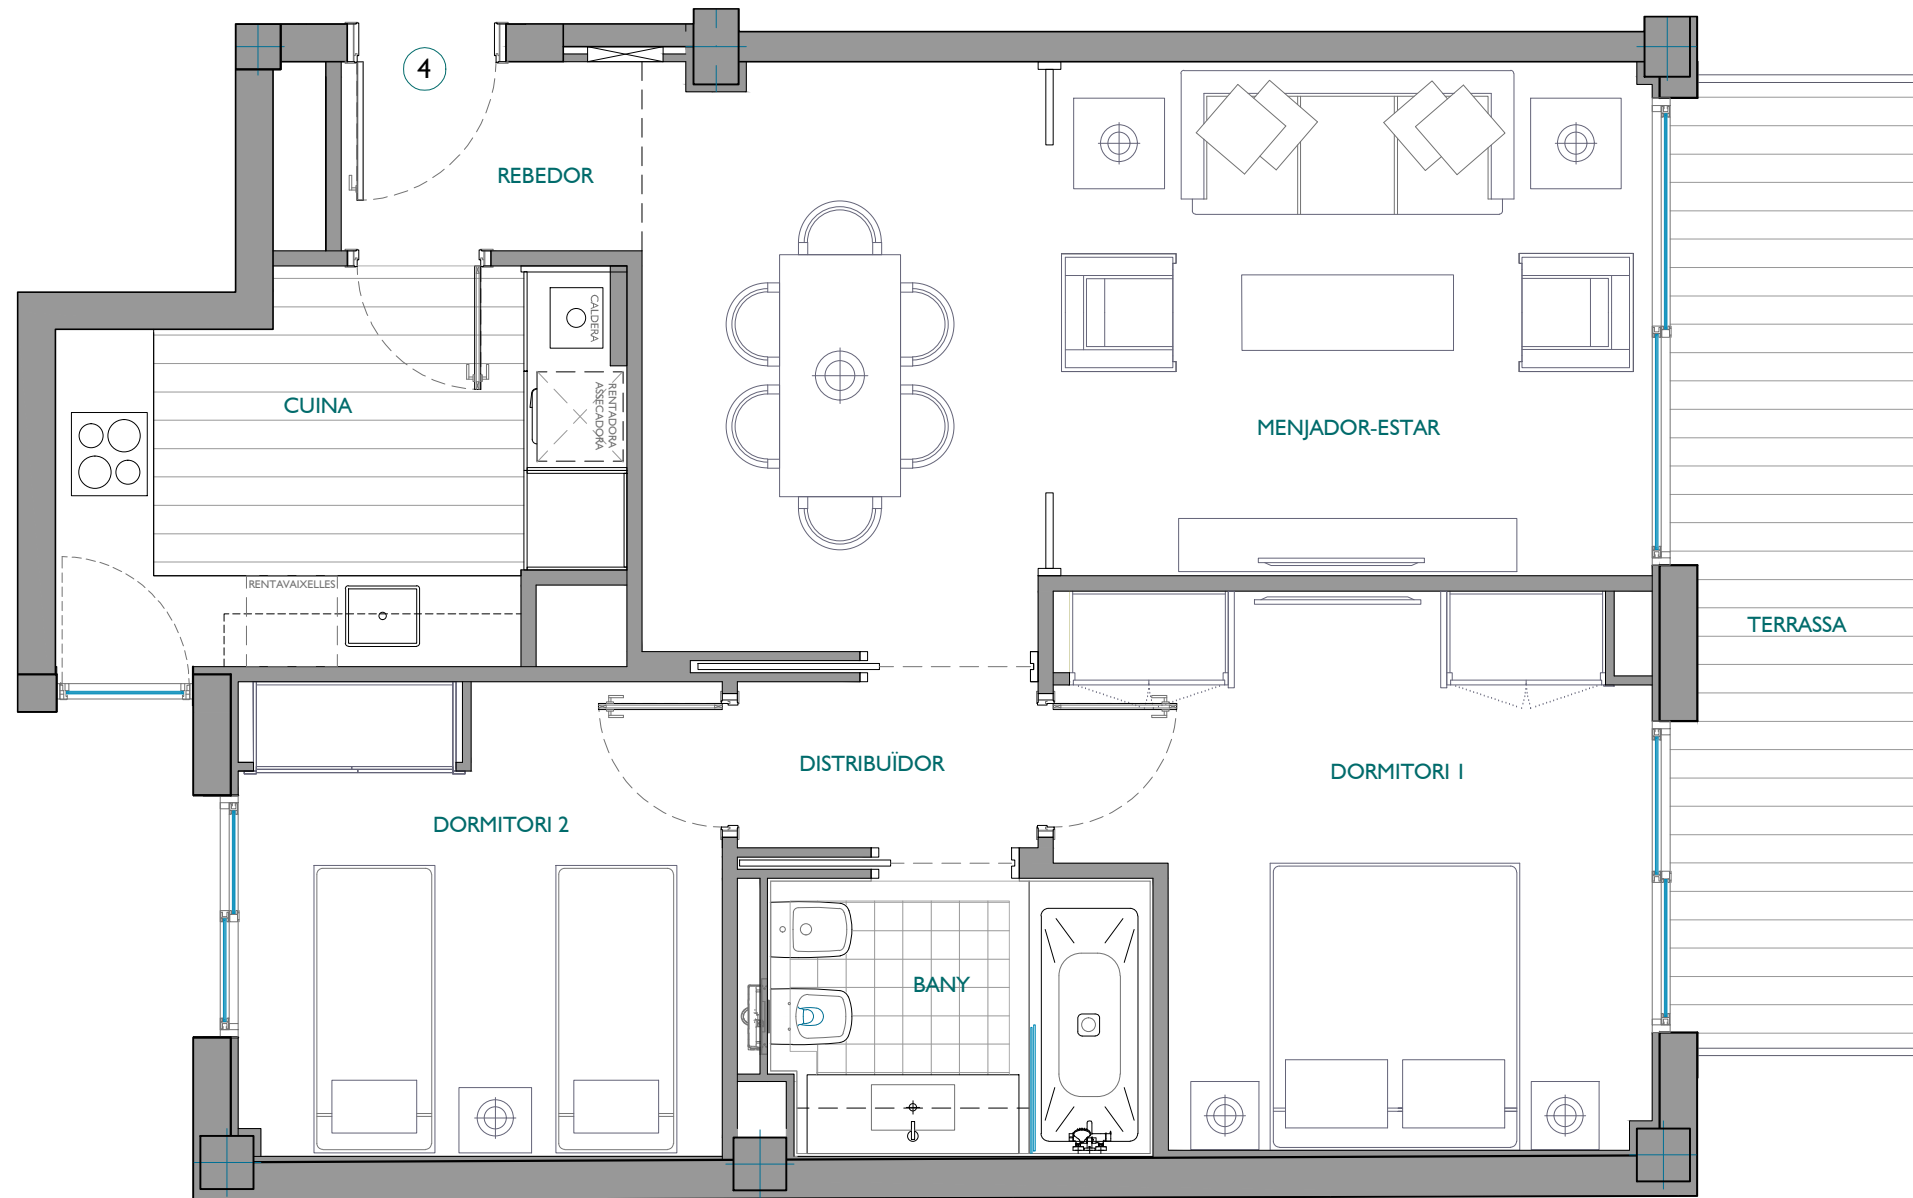 4
REBEDOR
CALDERA
RENTADORA
ASSECADORA
CUINA
MENJADOR-ESTAR
RENTAVAIXELLES
TERRASSA
DISTRIBUÏDOR
DORMITORI 1
DORMITORI 2
BANY